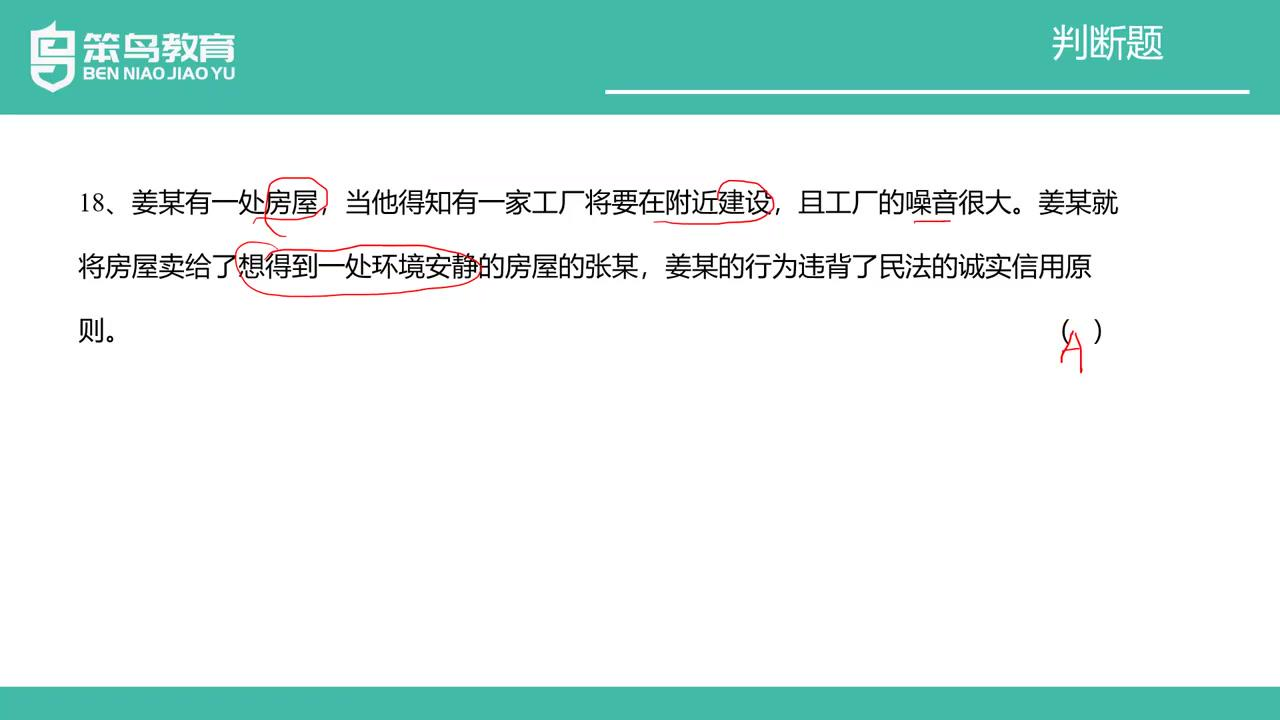 笨鸟教育
BEN NIAO JIAO YU
判断题
18、姜某有一处房屋，当他得知有一家工厂将要在附近建设，且工厂的噪音很大。姜某就
将房屋卖给了想得到一处环境安静的房屋的张某，姜某的行为违背了民法的诚实信用原
则。 （ ）
A